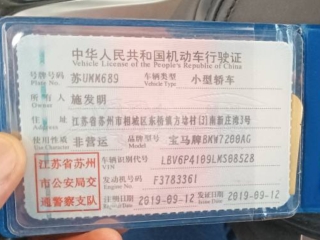 中华人民共和国机动车行驶证
Vehicle License of the People's Republic of China
号牌号码 苏UMM689 车辆类型 小型轿车
Plate No. Vehicle Type
所有人 施发明
Owner
住址 江苏省苏州市相城区东桥镇方埝村(2)南新庄湾3号
Address
使用性质 非营运 品牌型号 宝马牌BMW7200AG
Use Character Model
江苏省苏州
市公安局交
通警察支队
车辆识别代号 LBV6P4109LMS08528
VIN
发动机号码 F3783361
Engine No.
注册日期 2019-09-12 发证日期 2019-09-12
Register Date Issue Date